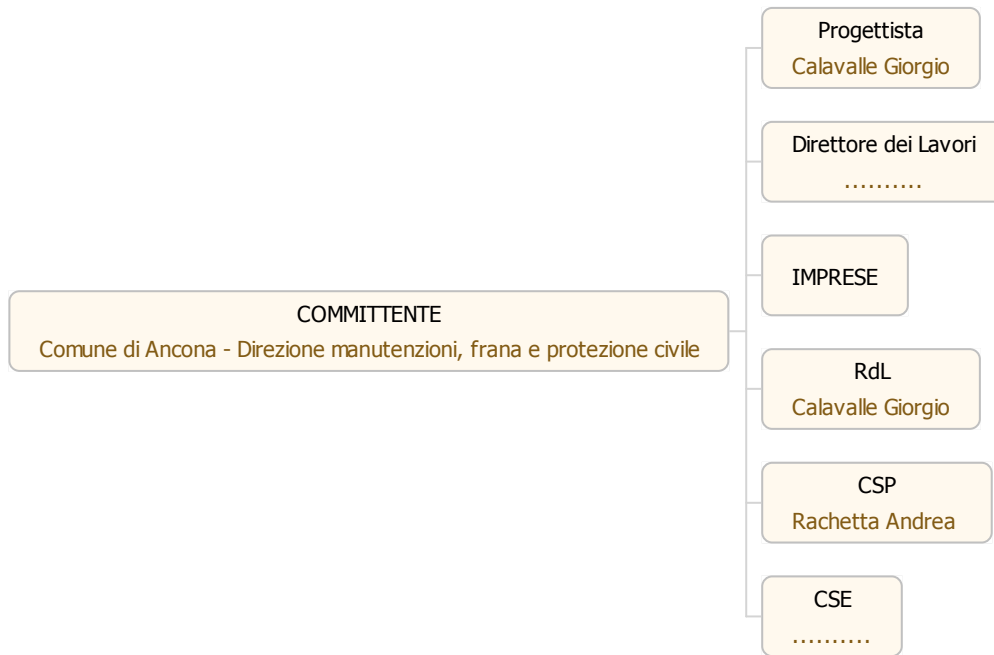 Progettista
Calavalle Giorgio
Direttore dei Lavori
..........
IMPRESE
COMMITTENTE
Comune di Ancona - Direzione manutenzioni, frana e protezione civile
RdL
Calavalle Giorgio
CSP
Rachetta Andrea
CSE
..........